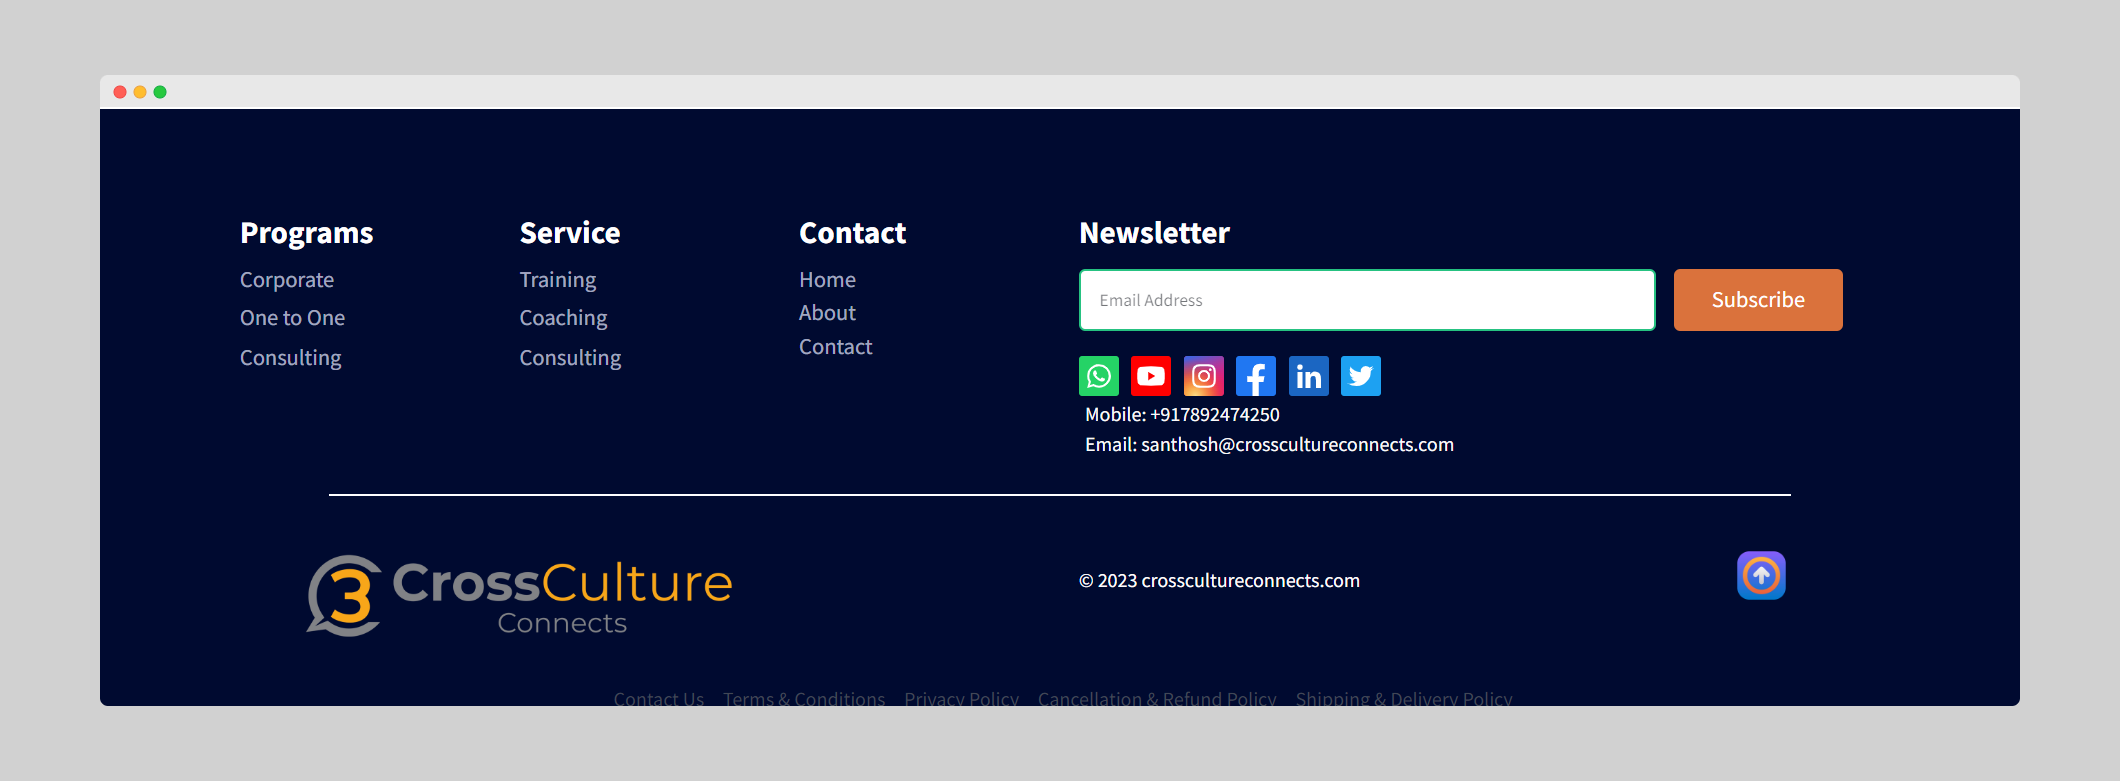 Programs
Corporate
One to One
Consulting
Service
Training
Coaching
Consulting
Contact
Home
About
Contact
Newsletter
Email Address
Subscribe
Mobile: +917892474250
Email: santhosh@crosscultureconnects.com
3 CrossCulture
Connects
© 2023 crosscultureconnects.com
Contact Us Terms & Conditions Privacy Policy Cancellation & Refund Policy Shipping & Delivery Policy